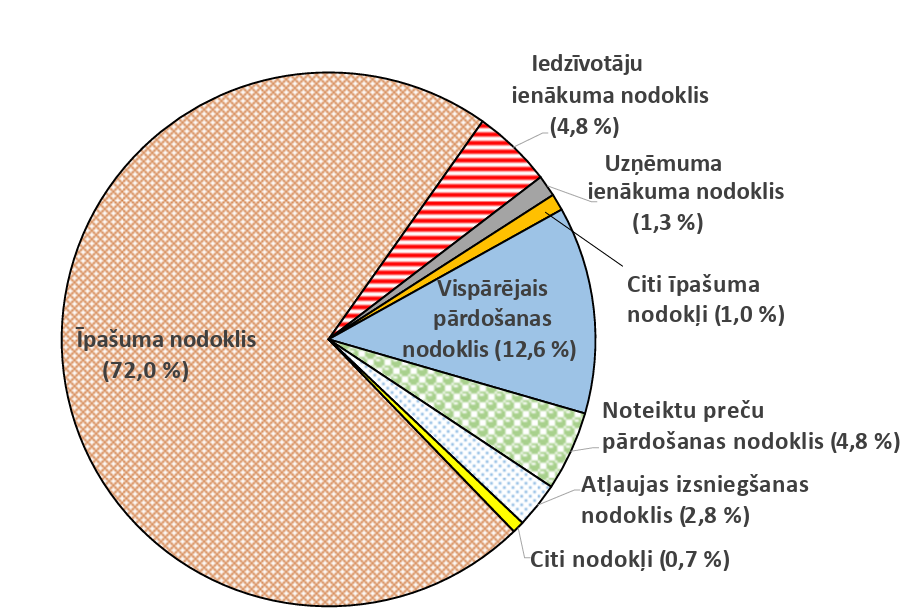 Iedzīvotāju
ienākuma nodoklis
(4,8 %)
Uzņēmuma
ienākuma nodoklis
(1,3 %)
Citi īpašuma
nodokļi (1,0 %)
Vispārējais
pārdošanas
nodoklis (12,6 %)
Īpašuma nodoklis
(72,0 %)
Noteiktu preču
pārdošanas nodoklis (4,8 %)
Atļaujas izsniegšanas
nodoklis (2,8 %)
Citi nodokļi (0,7 %)